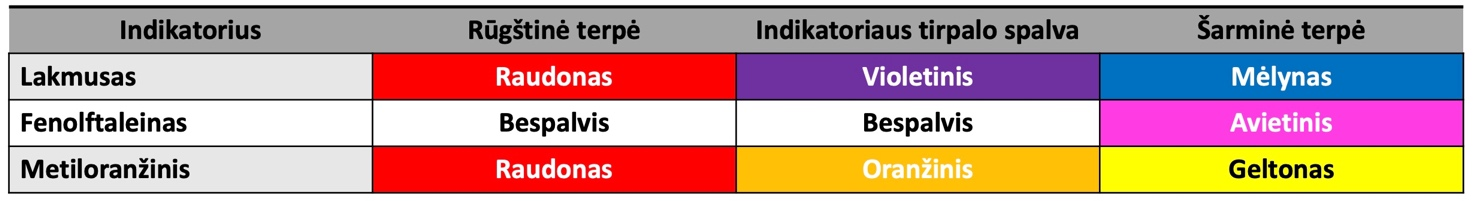 Indikatorius Rūgštinė terpė Indikatoriaus tirpalo spalva Šarminė terpė
Lakmusas Raudonas Violetinis Mėlynas
Fenolftaleinas Bespalvis Bespalvis Avietinis
Metiloranžinis Raudonas Oranžinis Geltonas